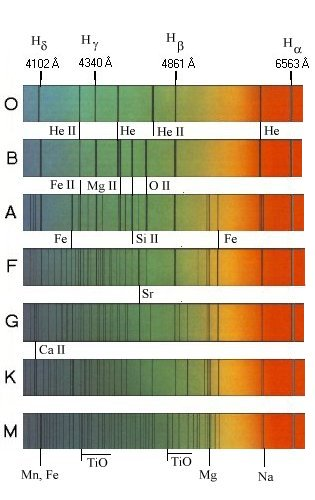 Hδ Hγ Hβ Hα
4102 Å 4340 Å 4861 Å 6563 Å
O
He II He He II He
B
Fe II Mg II O II
A
Fe Si II Fe
F
Sr
G
Ca II
K
M
TiO TiO
Mn, Fe Mg Na